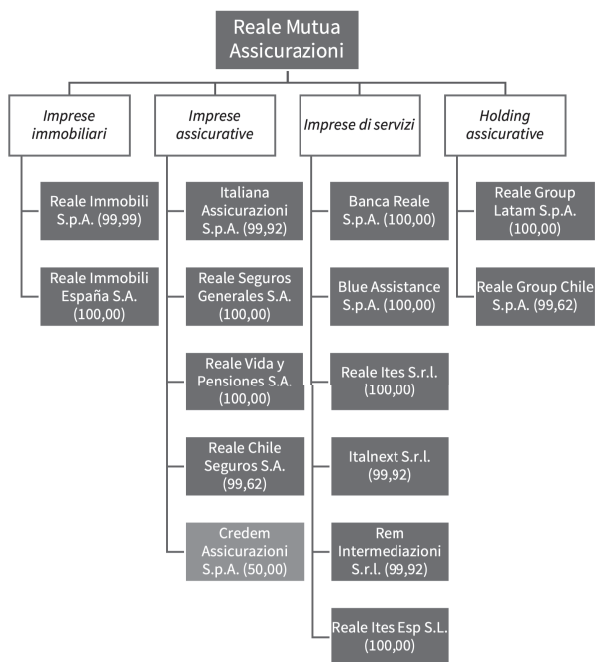 Reale Mutua
Assicurazioni
Imprese
immobiliari
Imprese
assicurative
Imprese di servizi
Holding
assicurative
Reale Immobili
S.p.A. (99,99)
Reale Immobili
España S.A.
(100,00)
Italiana
Assicurazioni
S.p.A. (99,92)
Reale Seguros
Generales S.A.
(100,00)
Reale Vida y
Pensiones S.A.
(100,00)
Reale Chile
Seguros S.A.
(99,62)
Credem
Assicurazioni
S.p.A. (50,00)
Banca Reale
S.p.A. (100,00)
Blue Assistance
S.p.A. (100,00)
Reale Ites S.r.l.
(100,00)
Italnext S.r.l.
(99,92)
Rem
Intermediazioni
S.r.l. (99,92)
Reale Ites Esp S.L.
(100,00)
Reale Group
Latam S.p.A.
(100,00)
Reale Group Chile
S.p.A. (99,62)